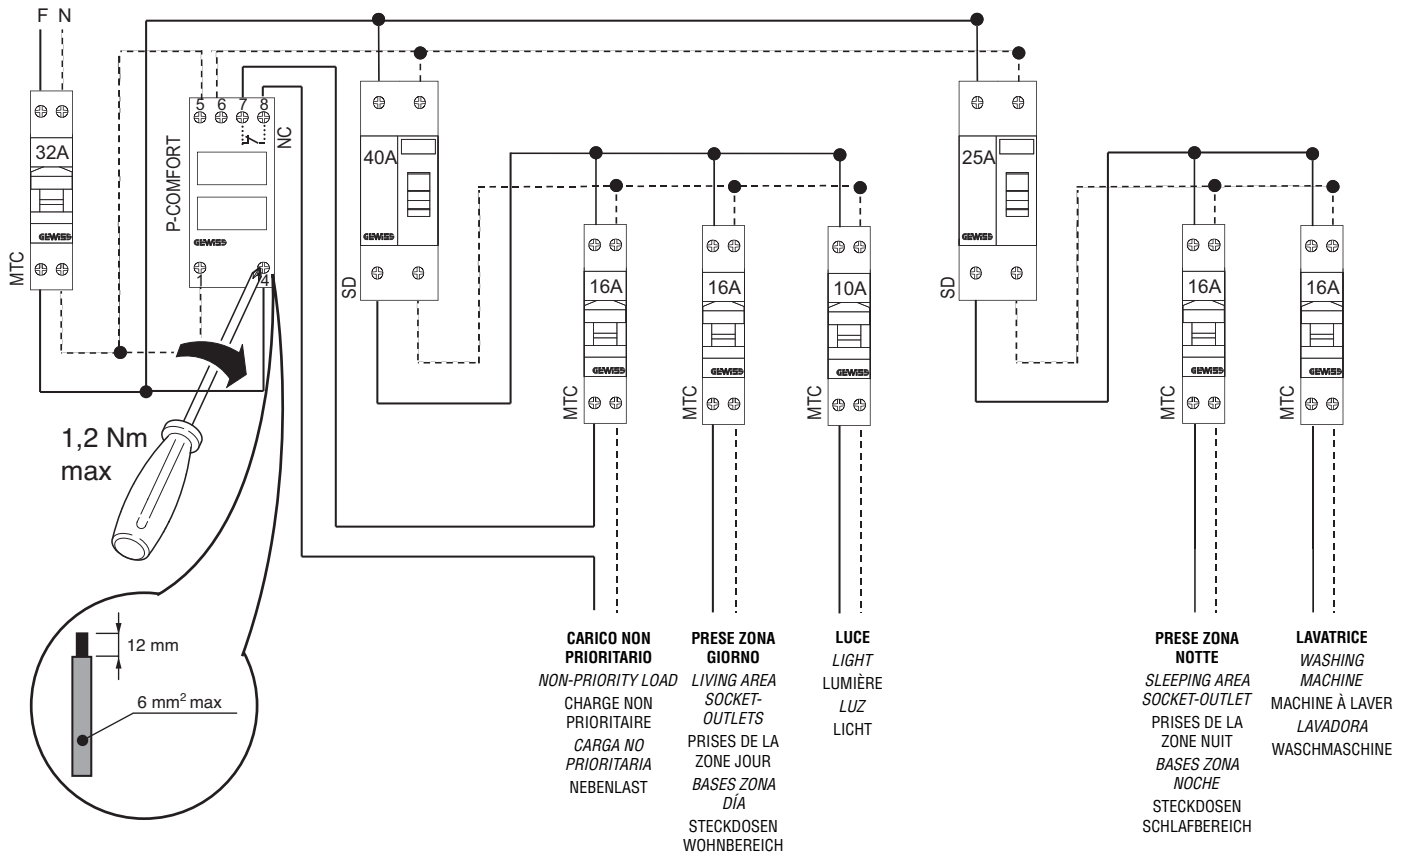 F N
32A
GEWISS
MTC
5 6 7 8
NC
P-COMFORT
GEWISS
1
4
40A
GEWISS
SD
16A
GEWISS
MTC
16A
GEWISS
MTC
10A
GEWISS
MTC
25A
GEWISS
SD
16A
GEWISS
MTC
16A
GEWISS
MTC
1,2 Nm
max
12 mm
6 mm² max
CARICO NON
PRIORITARIO
NON-PRIORITY LOAD
CHARGE NON
PRIORITAIRE
CARGA NO
PRIORITARIA
NEBENLAST
PRESE ZONA
GIORNO
LIVING AREA
SOCKET-
OUTLETS
PRISES DE LA
ZONE JOUR
BASES ZONA
DÍA
STECKDOSEN
WOHNBEREICH
LUCE
LIGHT
LUMIÈRE
LUZ
LICHT
PRESE ZONA
NOTTE
SLEEPING AREA
SOCKET-OUTLET
PRISES DE LA
ZONE NUIT
BASES ZONA
NOCHE
STECKDOSEN
SCHLAFBEREICH
LAVATRICE
WASHING
MACHINE
MACHINE À LAVER
LAVADORA
WASCHMASCHINE